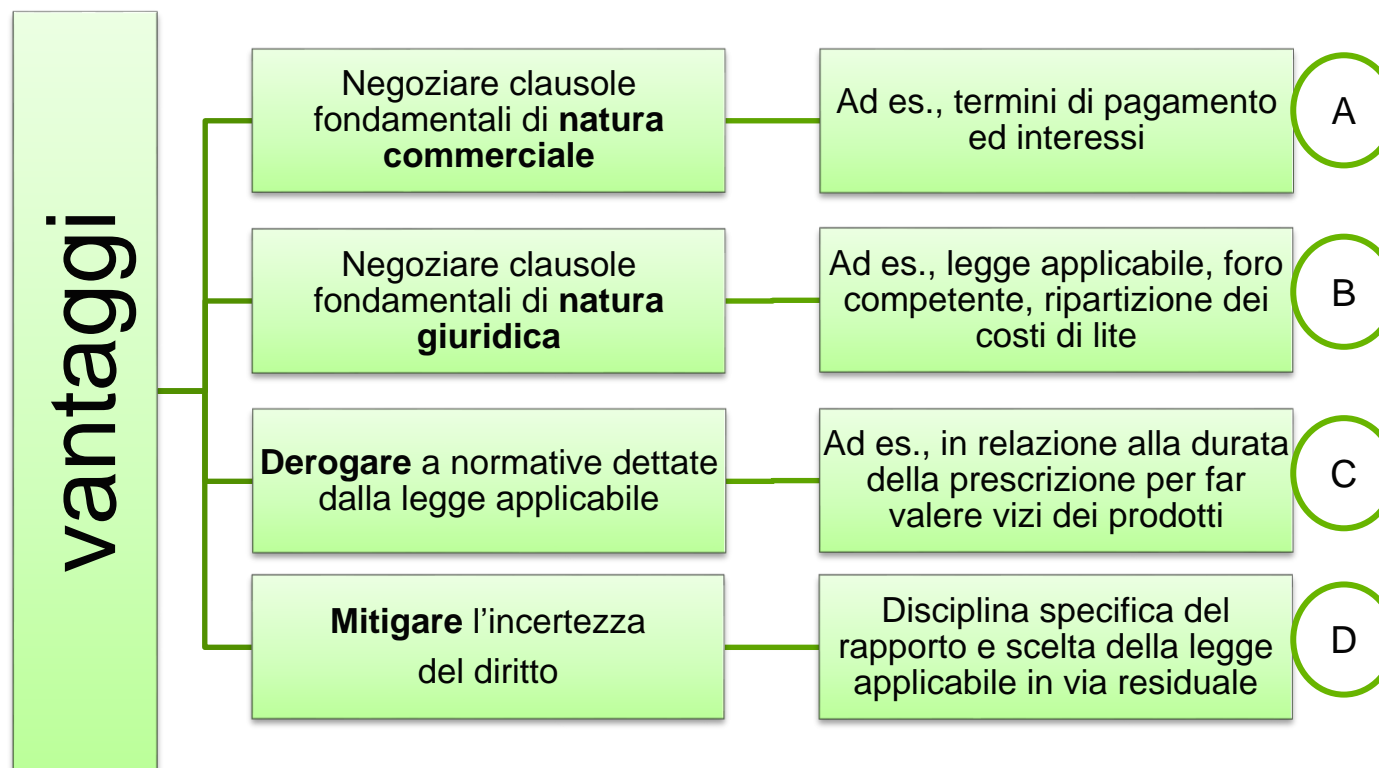 vantaggi
Negoziare clausole
fondamentali di natura
commerciale
Ad es., termini di pagamento
ed interessi
A
Negoziare clausole
fondamentali di natura
giuridica
Ad es., legge applicabile, foro
competente, ripartizione dei
costi di lite
B
Derogare a normative dettate
dalla legge applicabile
Ad es., in relazione alla durata
della prescrizione per far
valere vizi dei prodotti
C
Mitigare l’incertezza
del diritto
Disciplina specifica del
rapporto e scelta della legge
applicabile in via residuale
D